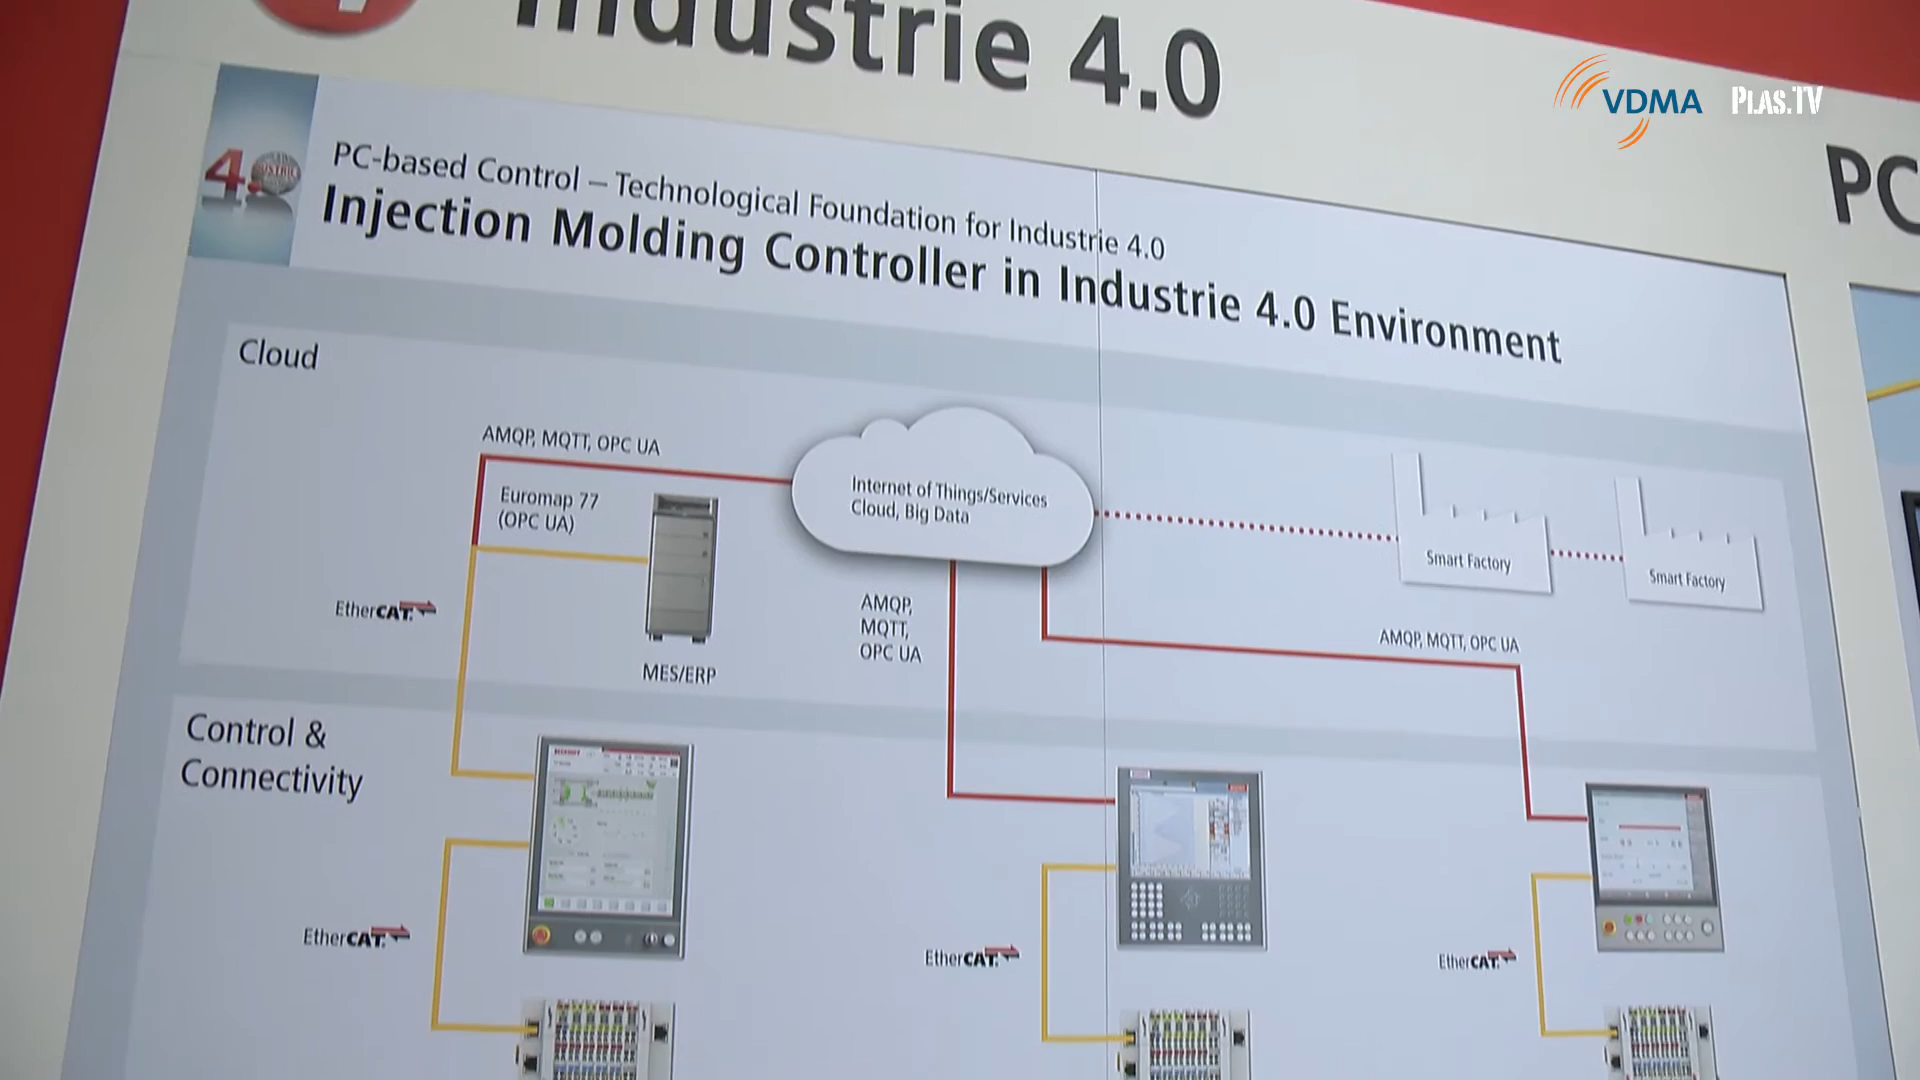 Industrie 4.0
VDMA
PLAS.TV
PC
4.0
PC-based Control – Technological Foundation for Industrie 4.0
Injection Molding Controller in Industrie 4.0 Environment
Cloud
AMQP, MQTT, OPC UA
Euromap 77
(OPC UA)
Internet of Things/Services
Cloud, Big Data
Smart Factory
Smart Factory
EtherCAT
MES/ERP
AMQP,
MQTT,
OPC UA
AMQP, MQTT, OPC UA
Control &
Connectivity
EtherCAT
EtherCAT
EtherCAT